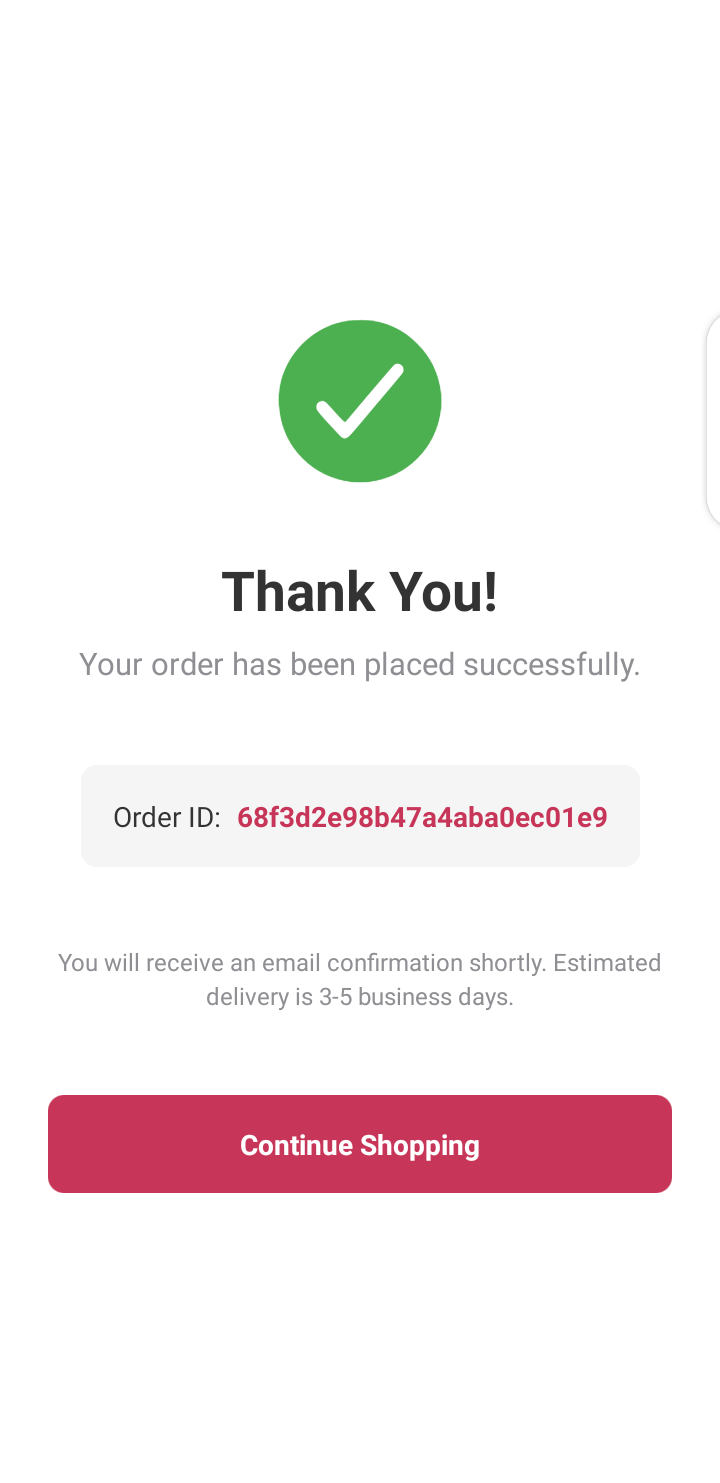 Thank You!
Your order has been placed successfully.
Order ID: 68f3d2e98b47a4aba0ec01e9
You will receive an email confirmation shortly. Estimated
delivery is 3-5 business days.
Continue Shopping